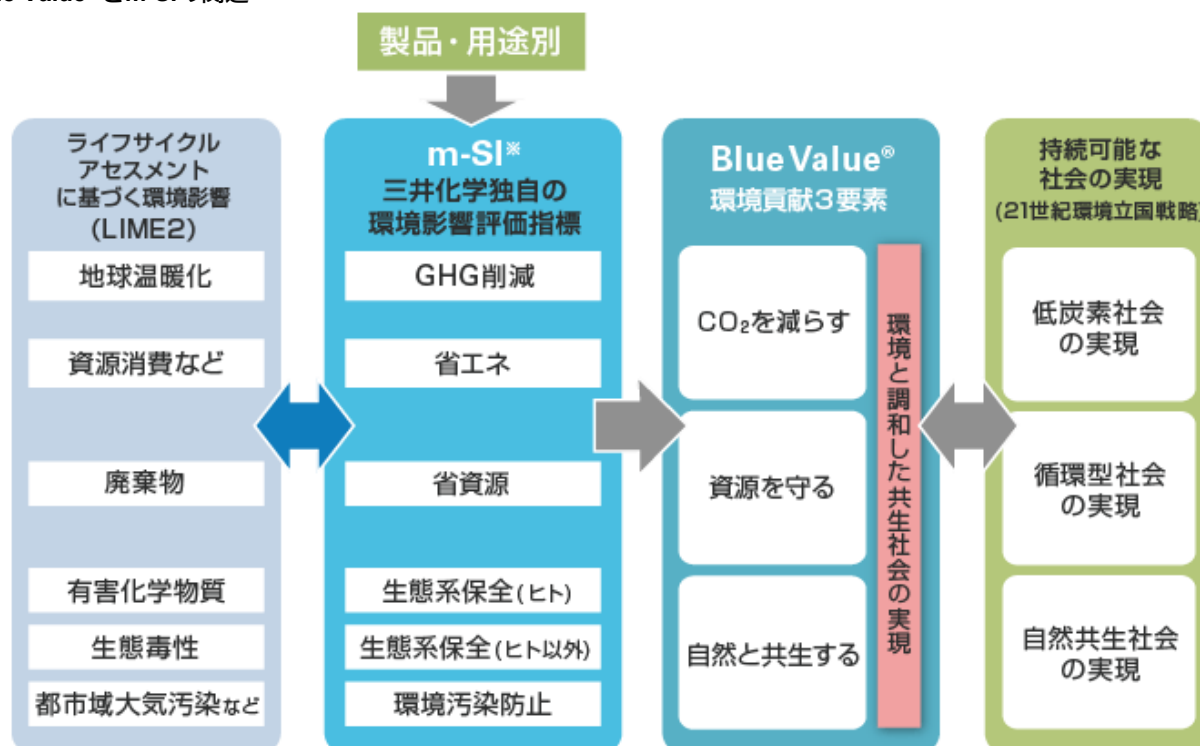 製品・用途別
ライフサイクル
アセスメント
に基づく環境影響
(LIME2)
地球温暖化
資源消費など
廃棄物
有害化学物質
生態毒性
都市域大気汚染など
m-SI※
三井化学独自の
環境影響評価指標
GHG削減
省エネ
省資源
生態系保全(ヒト)
生態系保全(ヒト以外)
環境汚染防止
Blue Value®
環境貢献3要素
CO₂を減らす
資源を守る
自然と共生する
環境と調和した共生社会の実現
持続可能な
社会の実現
(21世紀環境立国戦略)
低炭素社会
の実現
循環型社会
の実現
自然共生社会
の実現